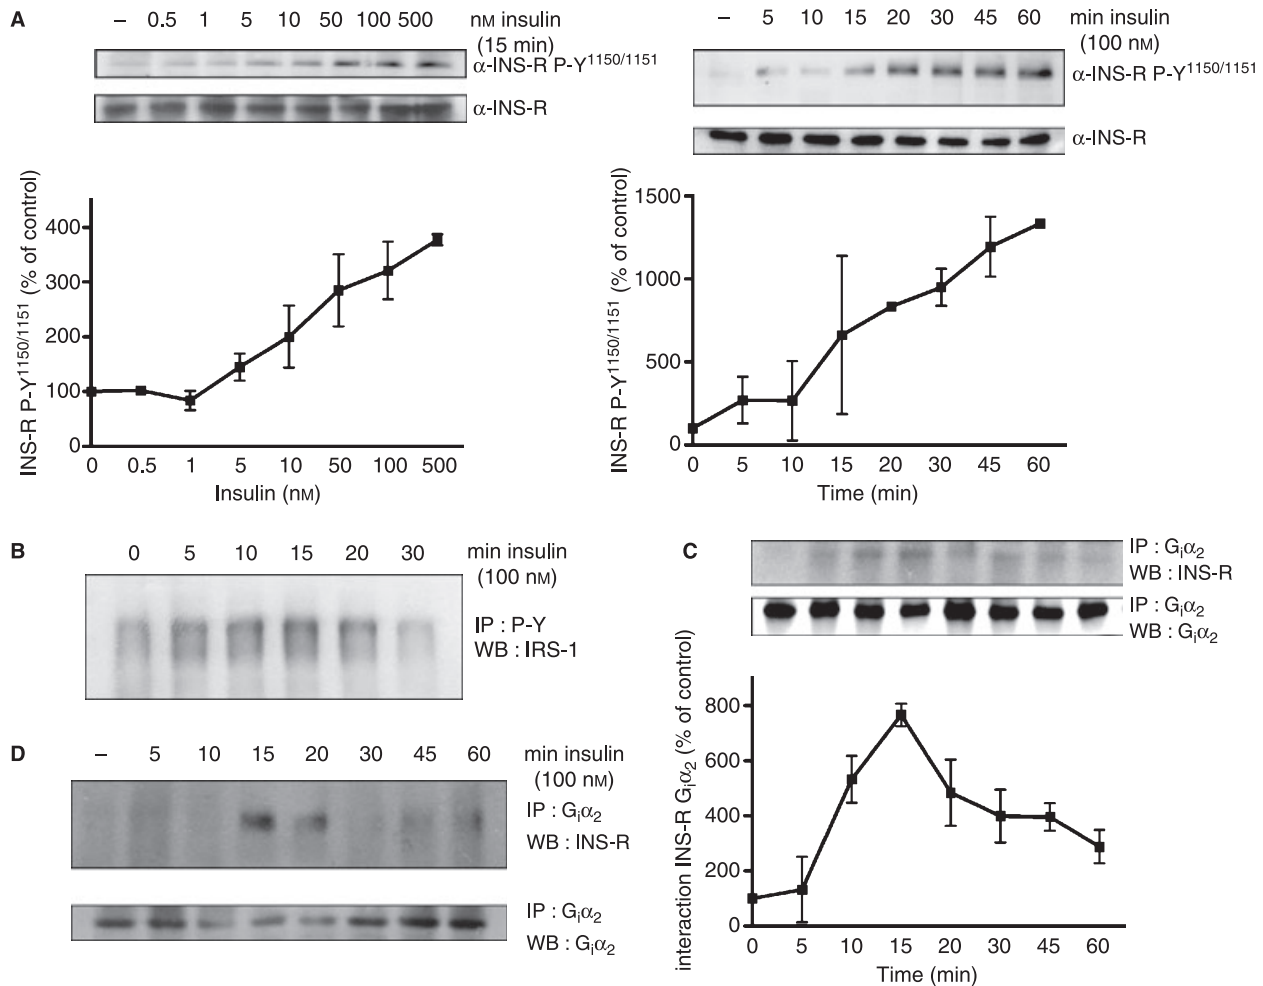 A
– 0.5 1 5 10 50 100 500 nM insulin
(15 min)
α-INS-R P-Y1150/1151
α-INS-R
INS-R P-Y1150/1151 (% of control)
400
300
200
100
0
0 0.5 1 5 10 50 100 500
Insulin (nM)
– 5 10 15 20 30 45 60 min insulin
(100 nM)
α-INS-R P-Y1150/1151
α-INS-R
INS-R P-Y1150/1151 (% of control)
1500
1000
500
0
0 5 10 15 20 30 45 60
Time (min)
B
0 5 10 15 20 30 min insulin
(100 nM)
IP : P-Y
WB : IRS-1
C
IP : Giα2
WB : INS-R
IP : Giα2
WB : Giα2
interaction INS-R Giα2 (% of control)
800
600
400
200
0
0 5 10 15 20 30 45 60
Time (min)
D
– 5 10 15 20 30 45 60 min insulin
(100 nM)
IP : Giα2
WB : INS-R
IP : Giα2
WB : Giα2